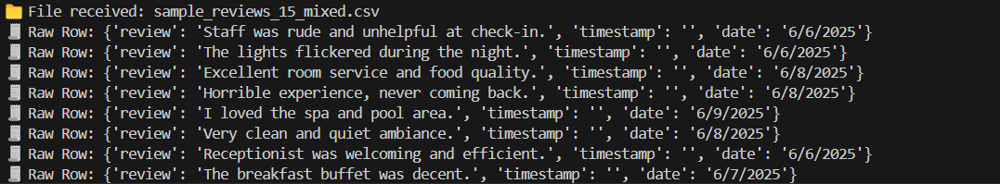 📁 File received: sample_reviews_15_mixed.csv
🧾 Raw Row: {'review': 'Staff was rude and unhelpful at check-in.', 'timestamp': '', 'date': '6/6/2025'}
🧾 Raw Row: {'review': 'The lights flickered during the night.', 'timestamp': '', 'date': '6/6/2025'}
🧾 Raw Row: {'review': 'Excellent room service and food quality.', 'timestamp': '', 'date': '6/8/2025'}
🧾 Raw Row: {'review': 'Horrible experience, never coming back.', 'timestamp': '', 'date': '6/8/2025'}
🧾 Raw Row: {'review': 'I loved the spa and pool area.', 'timestamp': '', 'date': '6/9/2025'}
🧾 Raw Row: {'review': 'Very clean and quiet ambiance.', 'timestamp': '', 'date': '6/8/2025'}
🧾 Raw Row: {'review': 'Receptionist was welcoming and efficient.', 'timestamp': '', 'date': '6/6/2025'}
🧾 Raw Row: {'review': 'The breakfast buffet was decent.', 'timestamp': '', 'date': '6/7/2025'}